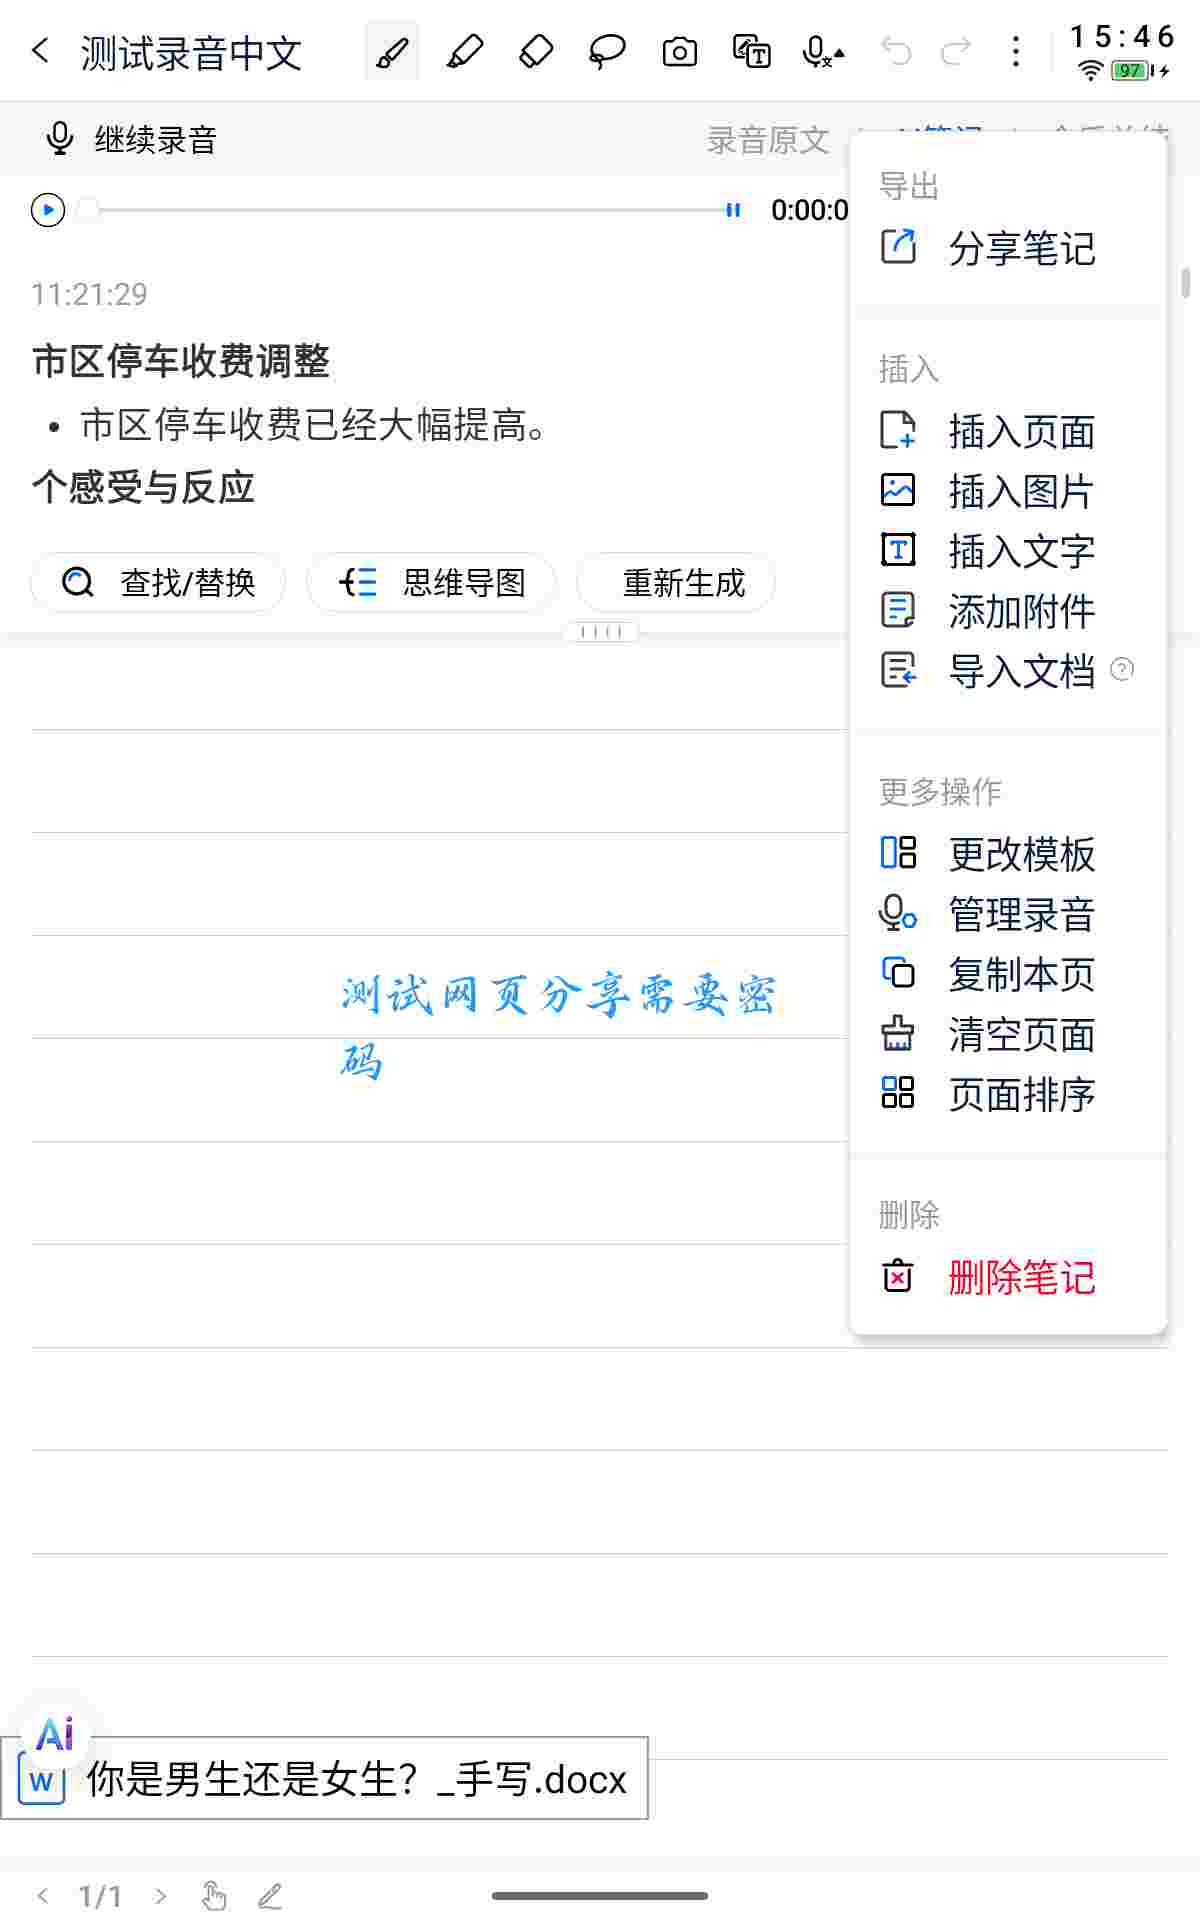 测试录音中文
15:46
97
继续录音
录音原文
0:00:0
11:21:29
市区停车收费调整
• 市区停车收费已经大幅提高。
个感受与反应
查找/替换 思维导图 重新生成
测试网页分享需要密
码
导出
分享笔记
插入
插入页面
插入图片
插入文字
添加附件
导入文档
更多操作
更改模板
管理录音
复制本页
清空页面
页面排序
删除
删除笔记
Ai
W 你是男生还是女生？_手写.docx
1/1